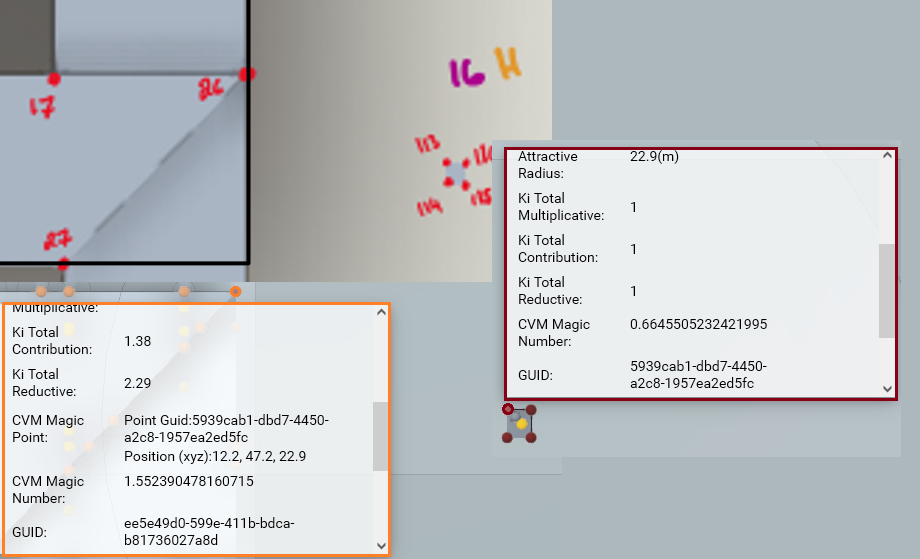 17
26
16 H
113
114
115
27
Attractive Radius: 22.9(m)
Ki Total Multiplicative: 1
Ki Total Contribution: 1
Ki Total Reductive: 1
CVM Magic Number: 0.6645505232421995
GUID: 5939cab1-dbd7-4450-a2c8-1957ea2ed5fc
Multiplicative:
Ki Total Contribution: 1.38
Ki Total Reductive: 2.29
CVM Magic Point: Point Guid:5939cab1-dbd7-4450-a2c8-1957ea2ed5fc
Position (xyz):12.2, 47.2, 22.9
CVM Magic Number: 1.552390478160715
GUID: ee5e49d0-599e-411b-bdca-b81736027a8d